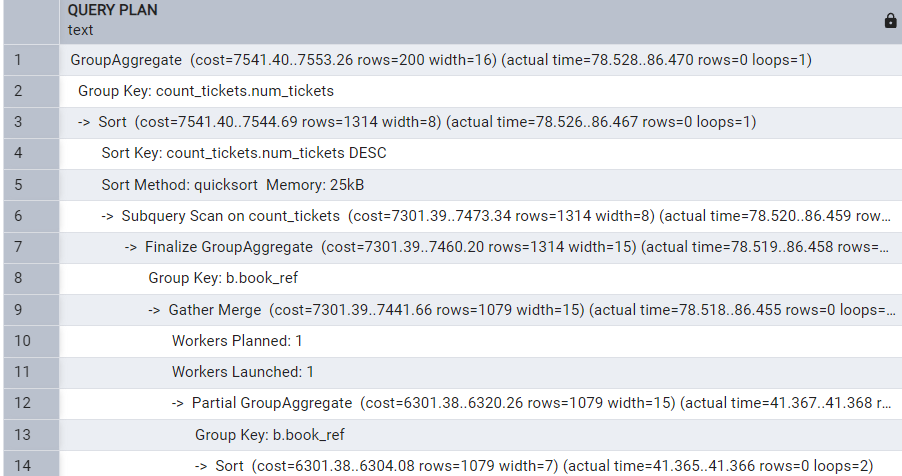 QUERY PLAN
text
1 GroupAggregate (cost=7541.40..7553.26 rows=200 width=16) (actual time=78.528..86.470 rows=0 loops=1)
2 Group Key: count_tickets.num_tickets
3 -> Sort (cost=7541.40..7544.69 rows=1314 width=8) (actual time=78.526..86.467 rows=0 loops=1)
4 Sort Key: count_tickets.num_tickets DESC
5 Sort Method: quicksort Memory: 25kB
6 -> Subquery Scan on count_tickets (cost=7301.39..7473.34 rows=1314 width=8) (actual time=78.520..86.459 row...
7 -> Finalize GroupAggregate (cost=7301.39..7460.20 rows=1314 width=15) (actual time=78.519..86.458 rows=...
8 Group Key: b.book_ref
9 -> Gather Merge (cost=7301.39..7441.66 rows=1079 width=15) (actual time=78.518..86.455 rows=0 loops=...
10 Workers Planned: 1
11 Workers Launched: 1
12 -> Partial GroupAggregate (cost=6301.38..6320.26 rows=1079 width=15) (actual time=41.367..41.368 r...
13 Group Key: b.book_ref
14 -> Sort (cost=6301.38..6304.08 rows=1079 width=7) (actual time=41.365..41.366 rows=0 loops=2)